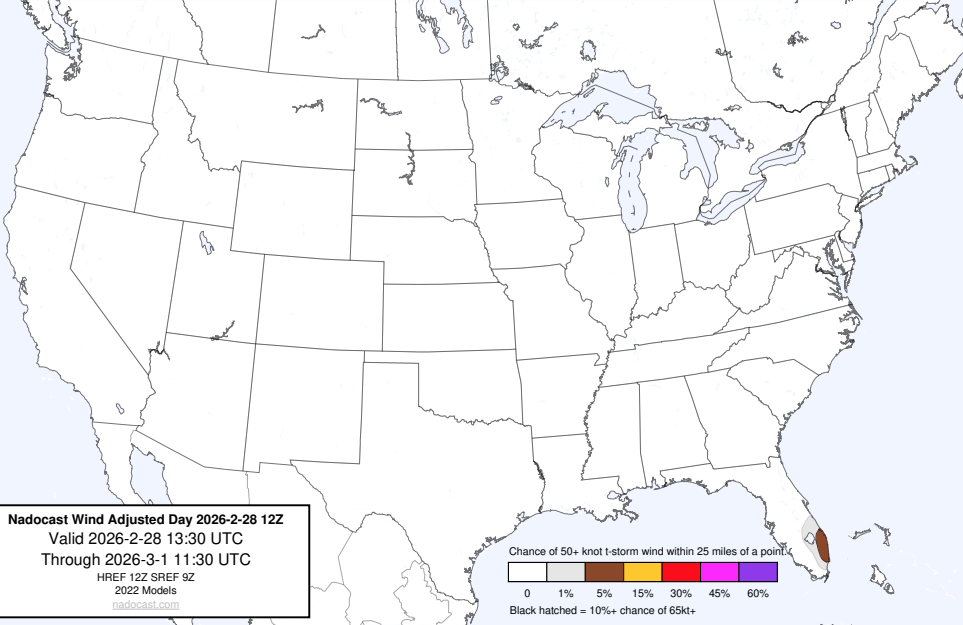 Nadocast Wind Adjusted Day 2026-2-28 12Z
Valid 2026-2-28 13:30 UTC
Through 2026-3-1 11:30 UTC
HREF 12Z SREF 9Z
2022 Models
nadocast.com
Chance of 50+ knot t-storm wind within 25 miles of a point.
0 1% 5% 15% 30% 45% 60%
Black hatched = 10%+ chance of 65kt+